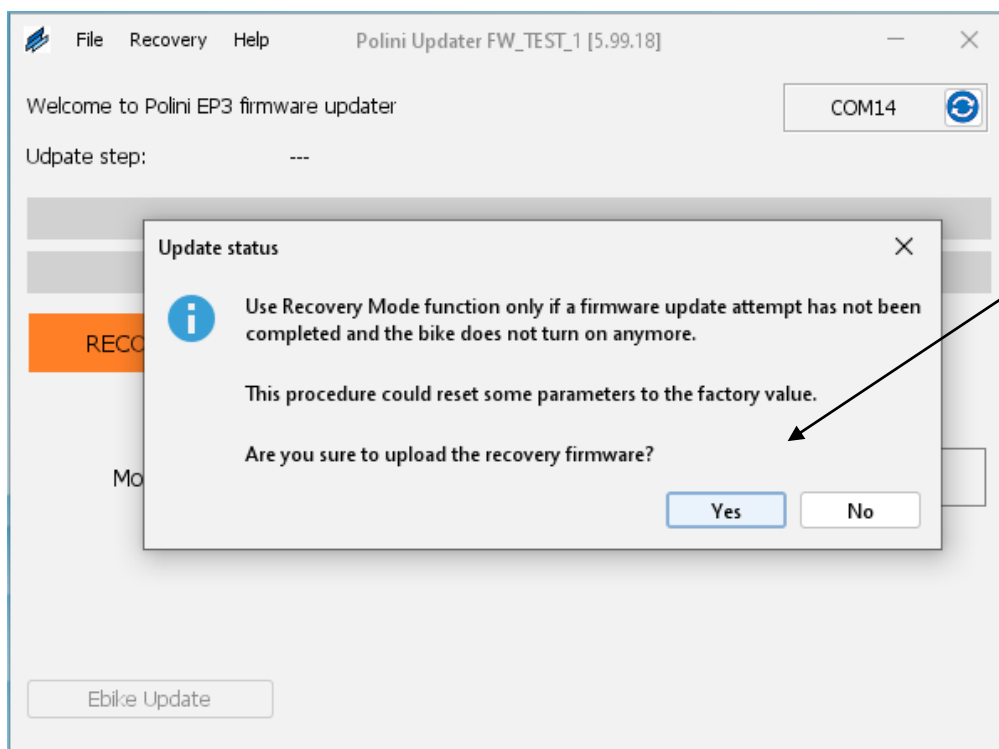 File Recovery Help Polini Updater FW_TEST_1 [5.99.18]
Welcome to Polini EP3 firmware updater COM14
Udpate step: ---
Update status
Use Recovery Mode function only if a firmware update attempt has not been
completed and the bike does not turn on anymore.
RECO
This procedure could reset some parameters to the factory value.
Are you sure to upload the recovery firmware?
Mo
Yes No
Ebike Update